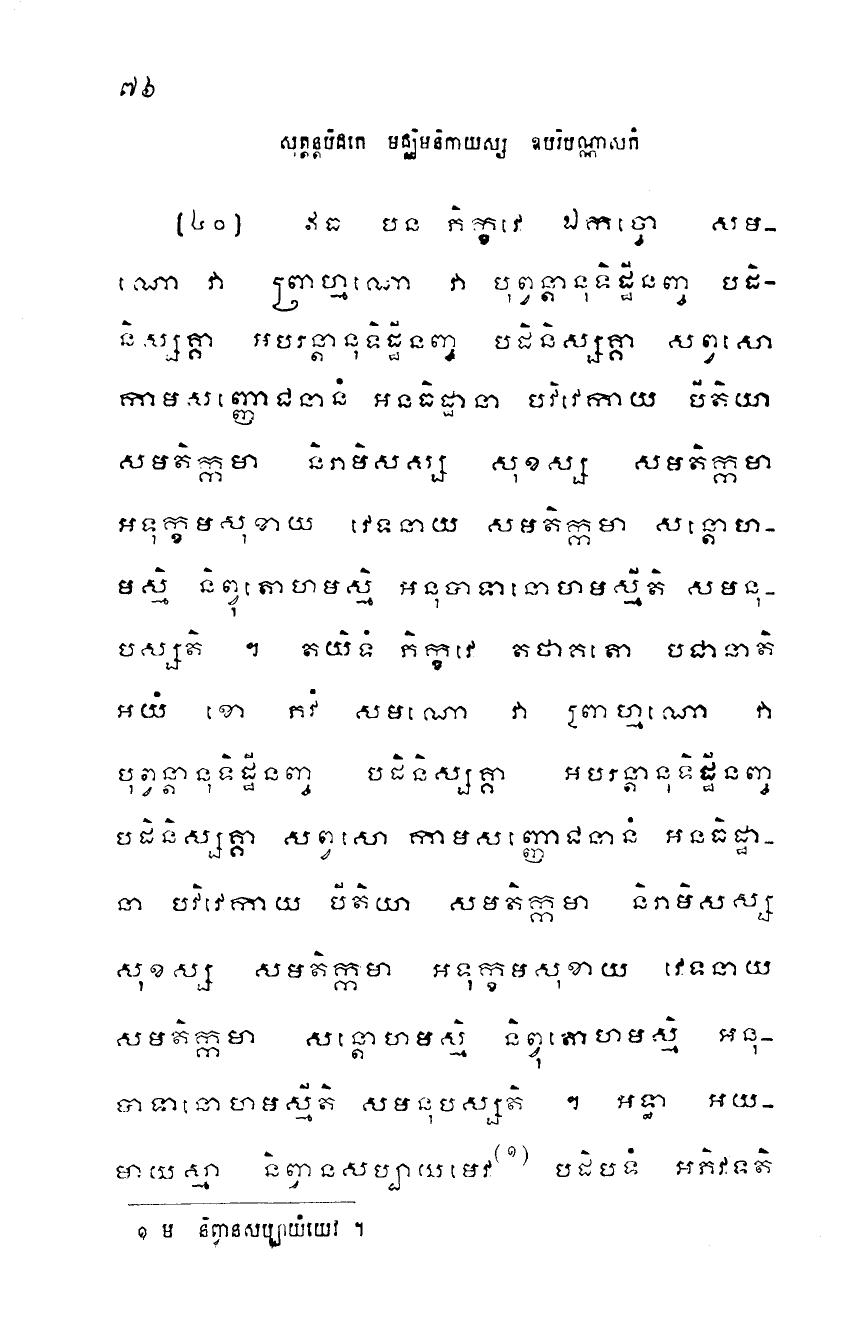 ៧៦
សុត្តន្តបិដកេ មជ្ឈិមនិកាយស្ស ឧបរិបណ្ណាសកំ
(៤០) ឥធ បន ភិក្ខវេ ឯកច្ចោ សម-
ណោ វា ព្រាហ្មណោ វា បុព្វន្តានុទិដ្ឋីនញ្ច បដិ-
និស្សគ្គា អបរន្តានុទិដ្ឋីនញ្ច បដិនិស្សគ្គា សព្វសោ
កាមសញ្ញោជនានំ អនធិដ្ឋានា បវិវេកាយ បីតិយា
សមតិក្កមា និរាមិសស្ស សុខស្ស សមតិក្កមា
អទុក្ខមសុខាយ វេទនាយ សមតិក្កមា សន្តោហ-
មស្មិ និព្វុតោហមស្មិ អនុបាទានោហមស្មីតិ សមនុ-
បស្សតិ ។ តយិទំ ភិក្ខវេ តថាគតោ បជានាតិ
អយំ ខោ ភវំ សមណោ វា ព្រាហ្មណោ វា
បុព្វន្តានុទិដ្ឋីនញ្ច បដិនិស្សគ្គា អបរន្តានុទិដ្ឋីនញ្ច
បដិនិស្សគ្គា សព្វសោ កាមសញ្ញោជនានំ អនធិដ្ឋា-
នា បវិវេកាយ បីតិយា សមតិក្កមា និរាមិសស្ស
សុខស្ស សមតិក្កមា អទុក្ខមសុខាយ វេទនាយ
សមតិក្កមា សន្តោហមស្មិ និព្វុតោហមស្មិ អនុ-
បាទានោហមស្មីតិ សមនុបស្សតិ ។ អទ្ធា អយ-
មាយស្មា និព្វានសប្បាយមេវ(១) បដិបទំ អភិវទតិ
១ ម និព្វានសប្បាយំយេវ ។